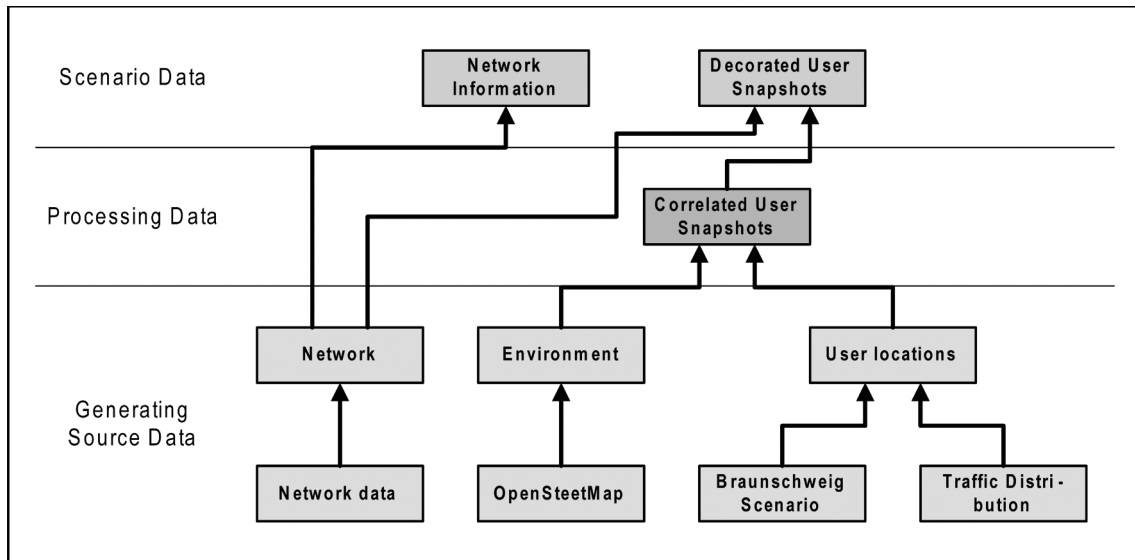 Scenario Data
Network
Information
Decorated User
Snapshots
Processing Data
Correlated User
Snapshots
Network
Environment
User locations
Generating
Source Data
Network data
OpenSteetMap
Braunschweig
Scenario
Traffic Distri -
bution